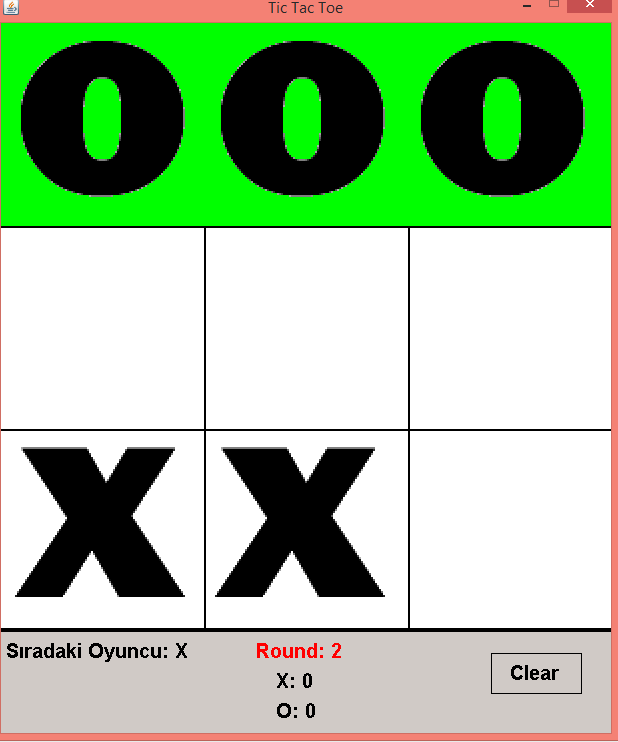 Tic Tac Toe
O O O
X X
Sıradaki Oyuncu: X
Round: 2
X: 0
O: 0
Clear